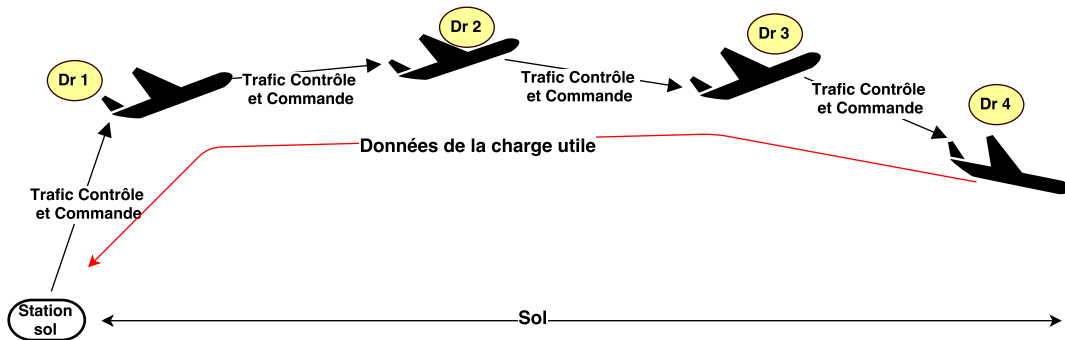 Dr 1
Dr 2
Dr 3
Dr 4
Trafic Contrôle
et Commande
Trafic Contrôle
et Commande
Trafic Contrôle
et Commande
Trafic Contrôle
et Commande
Données de la charge utile
Station
sol
Sol